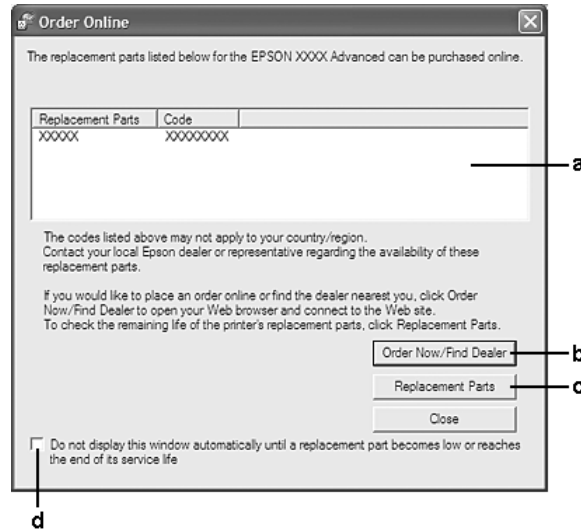 Order Online
The replacement parts listed below for the EPSON XXXX Advanced can be purchased online.
Replacement Parts Code
XXXXX XXXXXXXX
a
The codes listed above may not apply to your country/region.
Contact your local Epson dealer or representative regarding the availability of these
replacement parts.
If you would like to place an order online or find the dealer nearest you, click Order
Now/Find Dealer to open your Web browser and connect to the Web site.
To check the remaining life of the printer's replacement parts, click Replacement Parts.
Order Now/Find Dealer
b
Replacement Parts
c
Close
Do not display this window automatically until a replacement part becomes low or reaches
the end of its service life
d